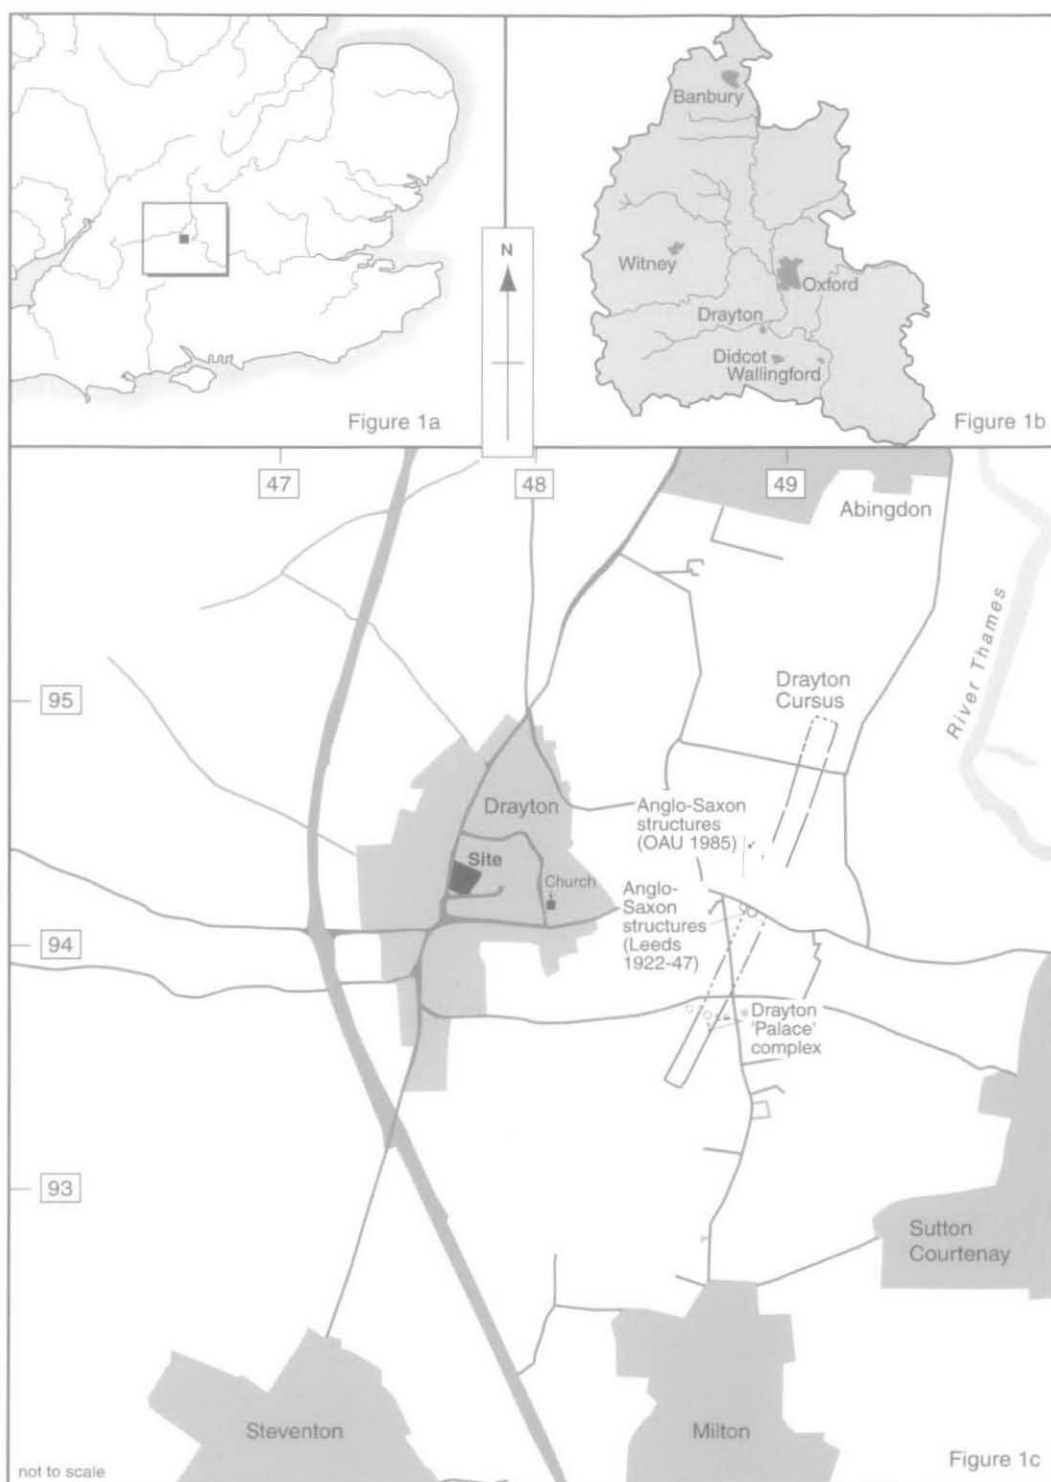 Figure 1a
N
Banbury
Witney
Oxford
Drayton
Didcot
Wallingford
Figure 1b
47
48
49
Abingdon
River Thames
95
Drayton
Cursus
Drayton
Anglo-Saxon
structures
(OAU 1985)
Site
Church
Anglo-
Saxon
structures
(Leeds
1922-47)
94
Drayton
'Palace'
complex
93
Sutton
Courtenay
Steventon
Milton
not to scale
Figure 1c